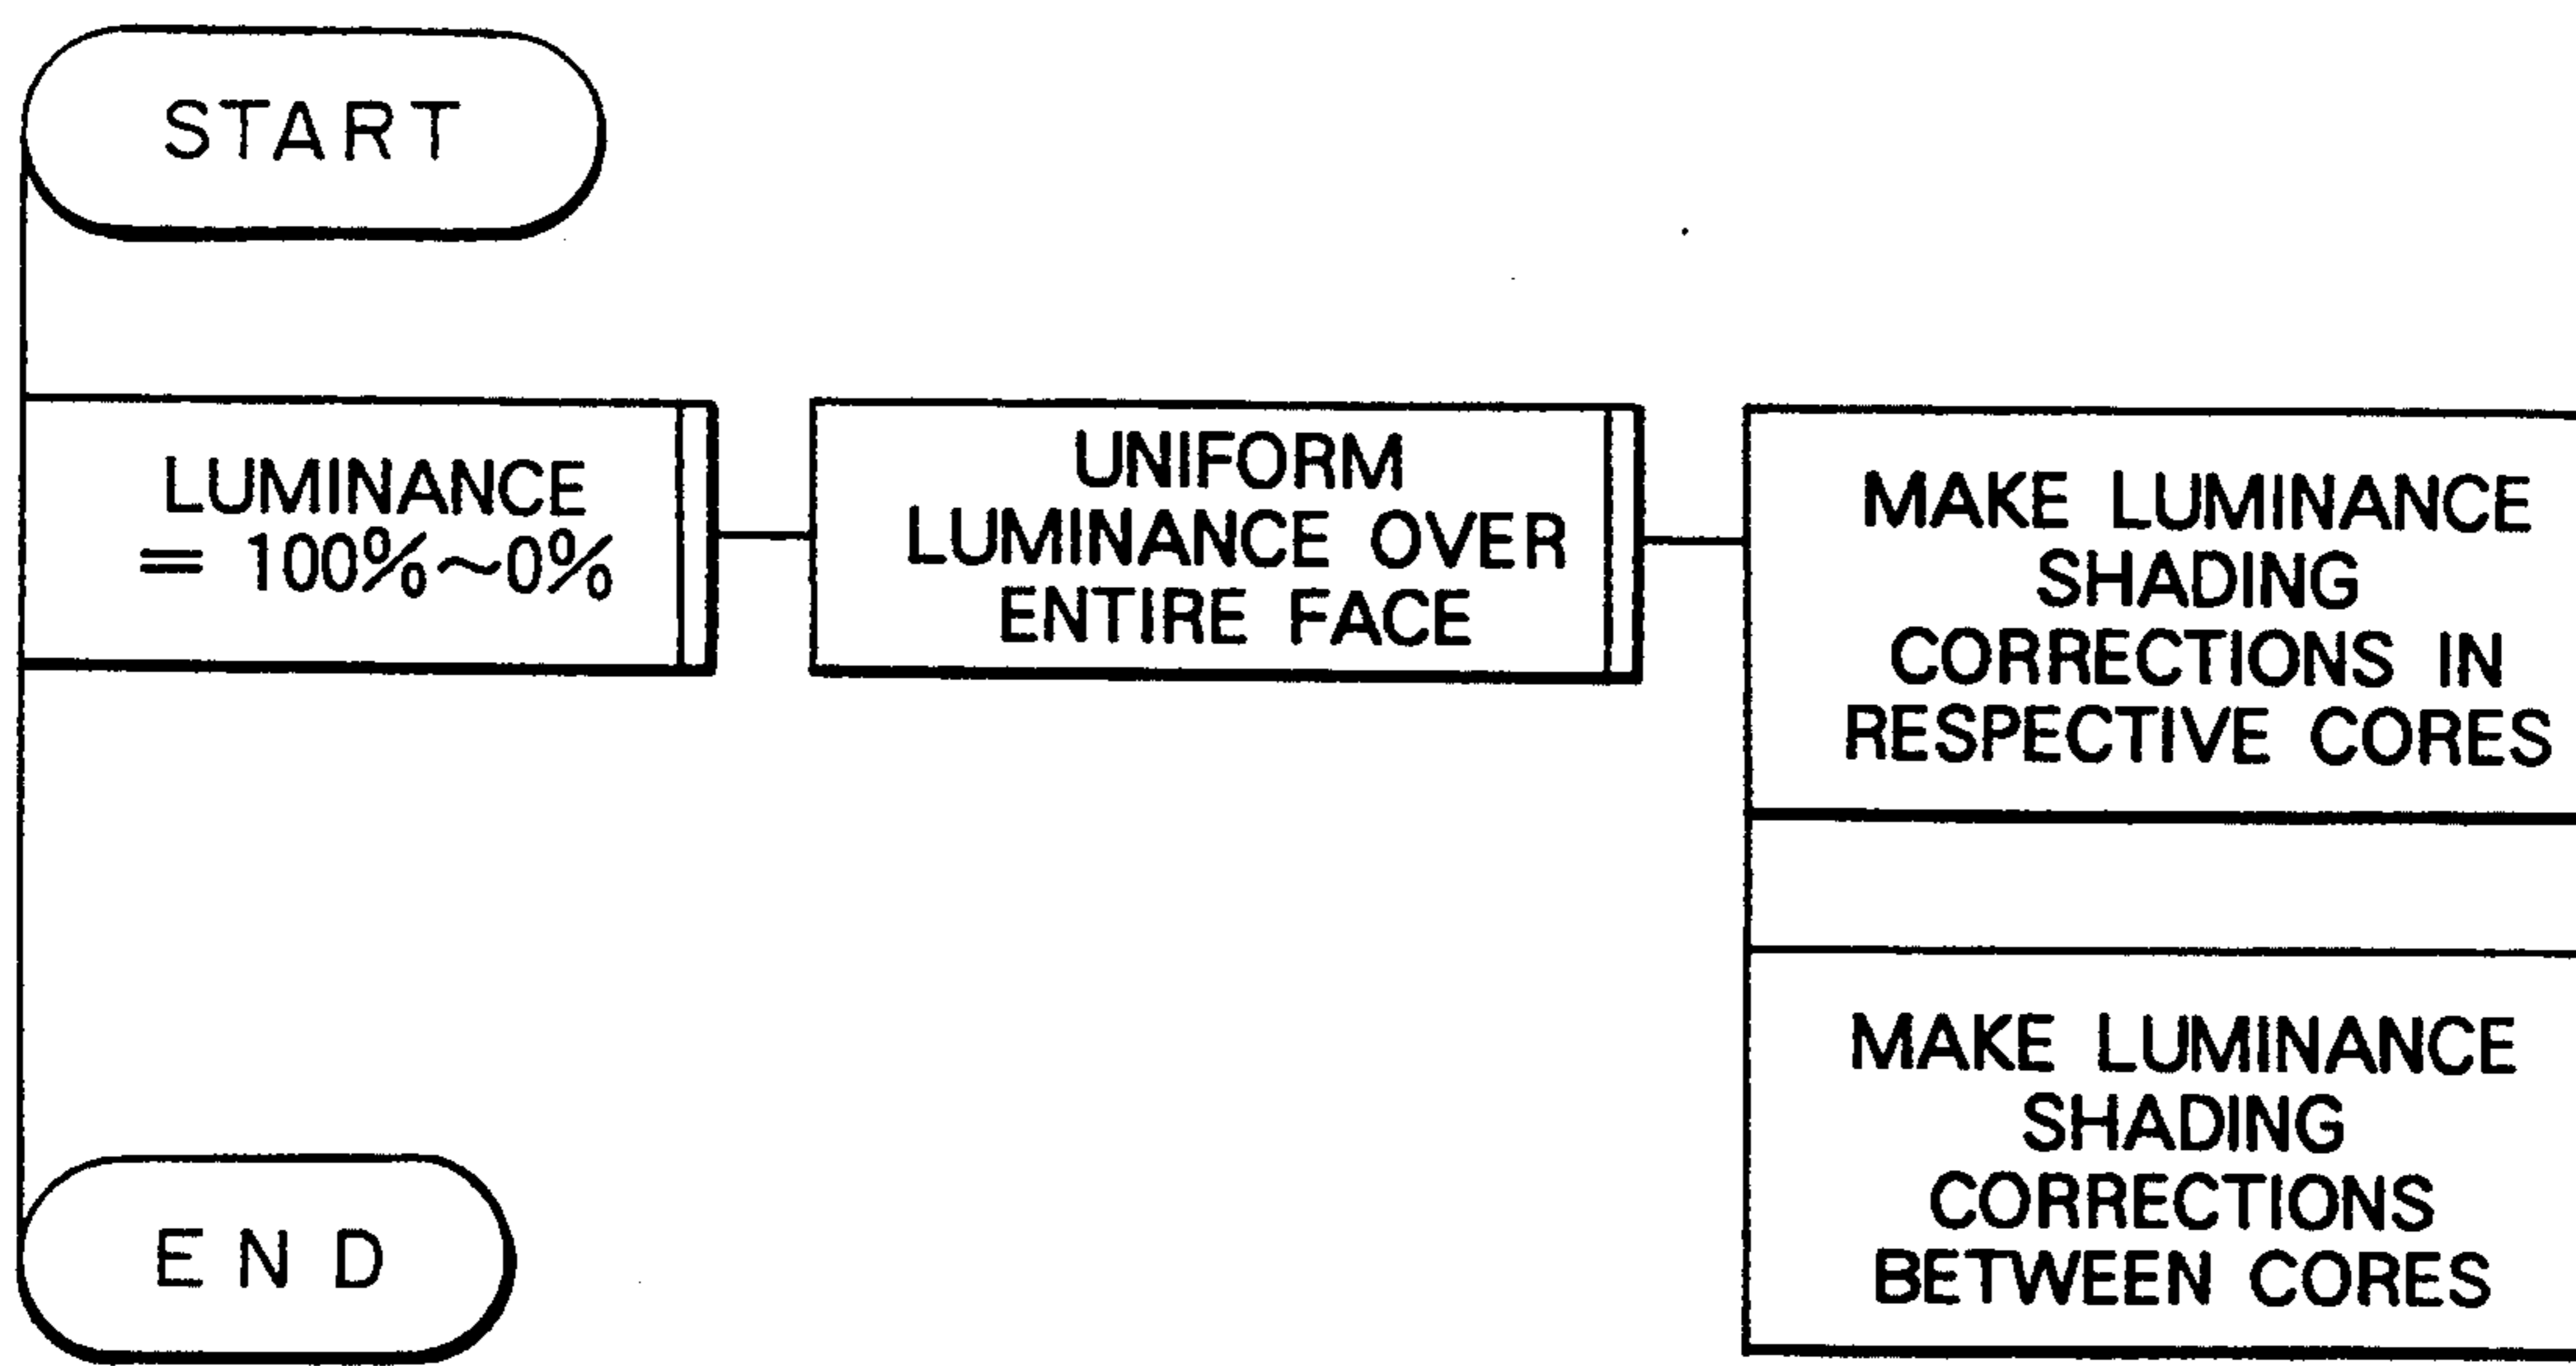 START
LUMINANCE
= 100%~0%
UNIFORM
LUMINANCE OVER
ENTIRE FACE
MAKE LUMINANCE
SHADING
CORRECTIONS IN
RESPECTIVE CORES
MAKE LUMINANCE
SHADING
CORRECTIONS
BETWEEN CORES
END